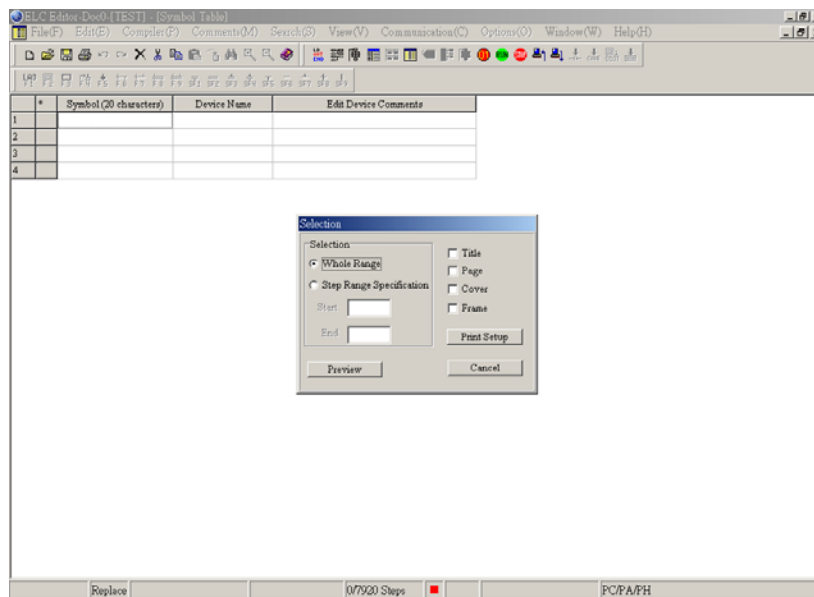 ELC Editor-Doc0-[TEST] - [Symbol Table]
File(F) Edit(E) Compiler(P) Comments(M) Search(S) View(V) Communication(C) Options(O) Window(W) Help(H)
* Symbol (20 characters) Device Name Edit Device Comments
1
2
3
4
Selection
Selection
Whole Range
Step Range Specification
Start
End
Title
Page
Cover
Frame
Print Setup
Preview
Cancel
Replace 0/7920 Steps PC/PA/PH